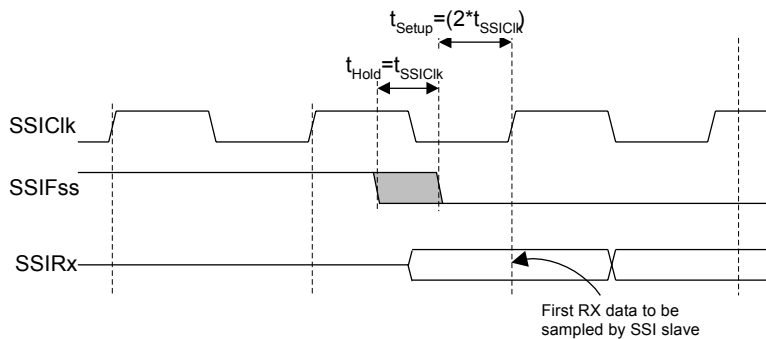 tSetup=(2*tSSIClk)
tHold=tSSIClk
SSIClk
SSIFss
SSIRx
First RX data to be
sampled by SSI slave